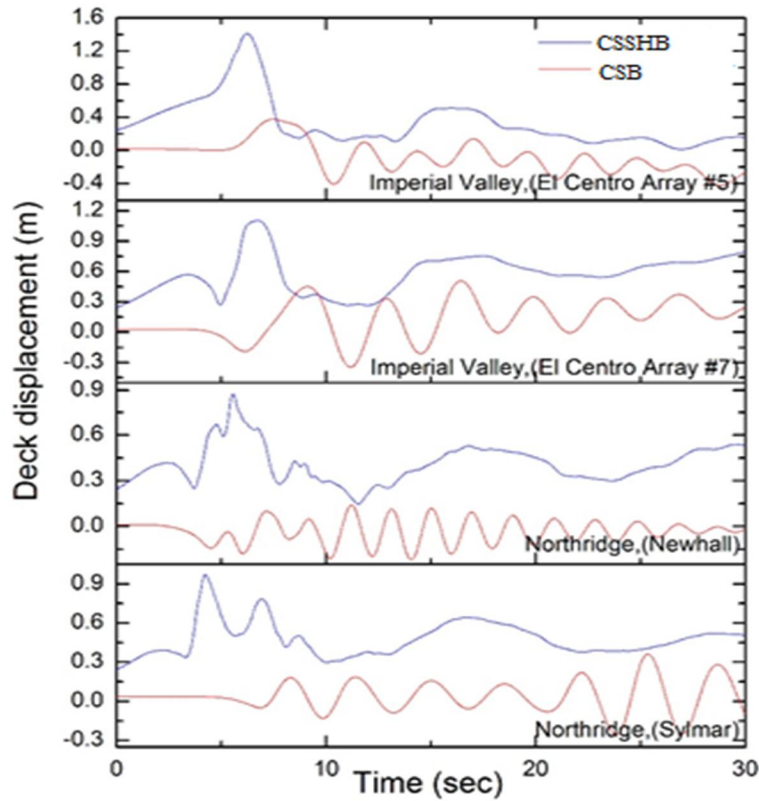 1.6
CSSHB
1.2
CSB
0.8
0.4
0.0
-0.4
Imperial Valley,(El Centro Array #5)
1.2
0.9
0.6
0.3
0.0
-0.3
Imperial Valley,(El Centro Array #7)
0.9
0.6
0.3
0.0
Northridge,(Newhall)
0.9
0.6
0.3
0.0
-0.3
Northridge,(Sylmar)
Deck displacement (m)
0 10 20 30
Time (sec)